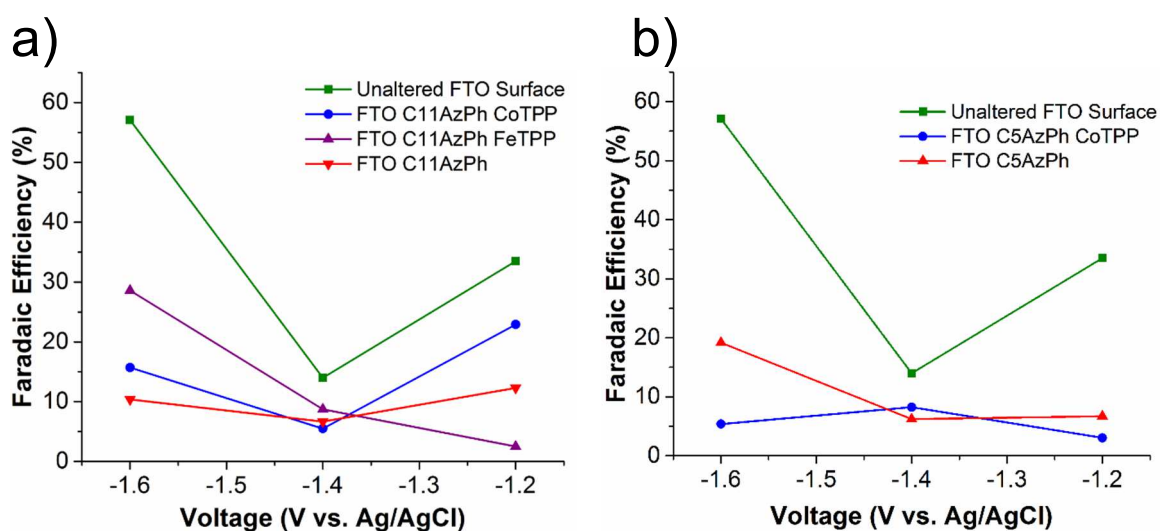 a)
Faradaic Efficiency (%)
60
50
40
30
20
10
0
Unaltered FTO Surface
FTO C11AzPh CoTPP
FTO C11AzPh FeTPP
FTO C11AzPh
-1.6 -1.5 -1.4 -1.3 -1.2
Voltage (V vs. Ag/AgCl)
b)
Faradaic Efficiency (%)
60
50
40
30
20
10
0
Unaltered FTO Surface
FTO C5AzPh CoTPP
FTO C5AzPh
-1.6 -1.5 -1.4 -1.3 -1.2
Voltage (V vs. Ag/AgCl)